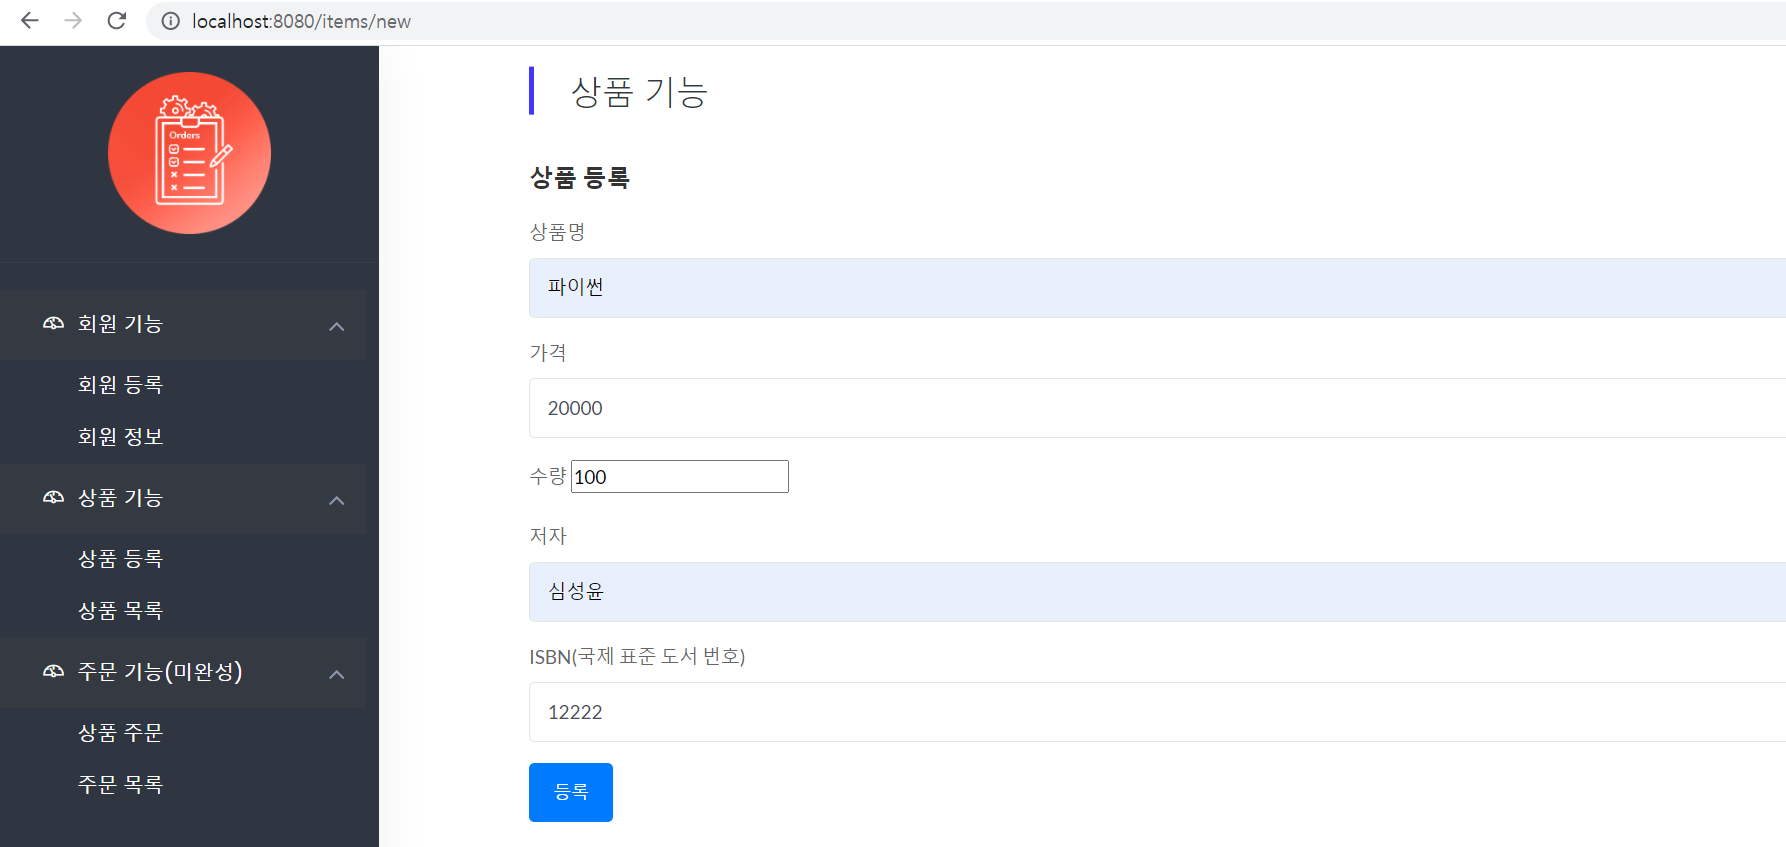 localhost:8080/items/new
Orders
회원 기능
회원 등록
회원 정보
상품 기능
상품 등록
상품 목록
주문 기능(미완성)
상품 주문
주문 목록
상품 기능
상품 등록
상품명
파이썬
가격
20000
수량 100
저자
심성윤
ISBN(국제 표준 도서 번호)
12222
등록